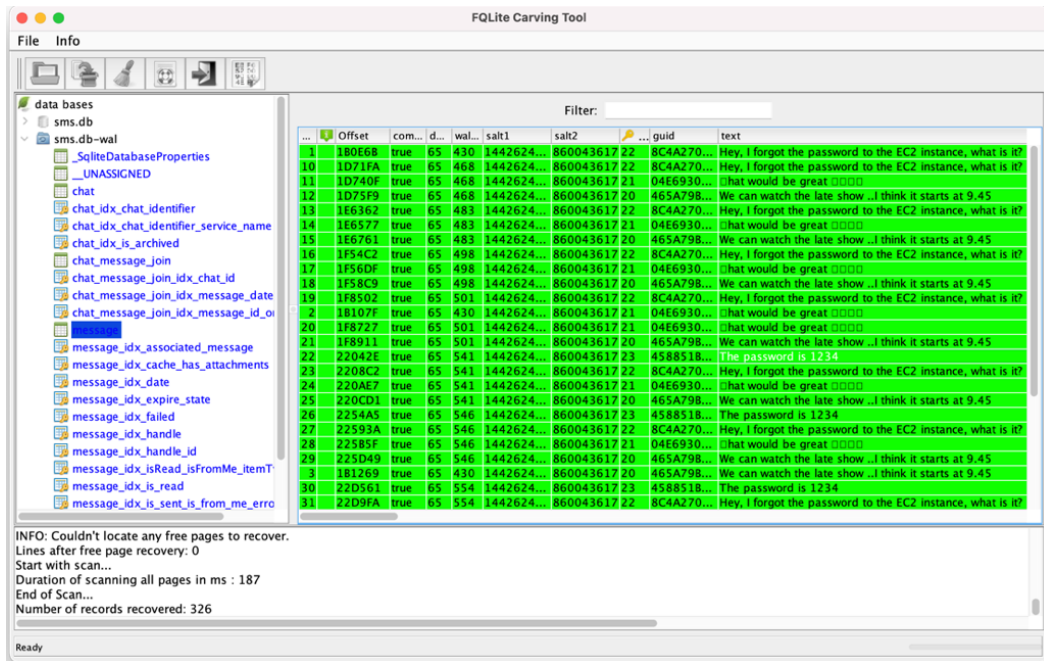 FQLite Carving Tool
File Info
data bases
sms.db
sms.db-wal
_SqliteDatabaseProperties
__UNASSIGNED
chat
chat_idx_chat_identifier
chat_idx_chat_identifier_service_name
chat_idx_is_archived
chat_message_join
chat_message_join_idx_chat_id
chat_message_join_idx_message_date
chat_message_join_idx_message_id_o
message
message_idx_associated_message
message_idx_cache_has_attachments
message_idx_date
message_idx_expire_state
message_idx_failed
message_idx_handle
message_idx_handle_id
message_idx_isRead_isFromMe_itemT
message_idx_is_read
message_idx_is_sent_is_from_me_erro
Filter:
... Offset com... d... wal... salt1 salt2 ... guid text
1 1B0E6B true 65 430 1442624... 860043617 22 8C4A270... Hey, I forgot the password to the EC2 instance, what is it?
10 1D71FA true 65 468 1442624... 860043617 22 8C4A270... Hey, I forgot the password to the EC2 instance, what is it?
11 1D740F true 65 468 1442624... 860043617 21 04E6930... □hat would be great □□□□
12 1D75F9 true 65 468 1442624... 860043617 20 465A79B... We can watch the late show ..I think it starts at 9.45
13 1E6362 true 65 483 1442624... 860043617 22 8C4A270... Hey, I forgot the password to the EC2 instance, what is it?
14 1E6577 true 65 483 1442624... 860043617 21 04E6930... □hat would be great □□□□
15 1E6761 true 65 483 1442624... 860043617 20 465A79B... We can watch the late show ..I think it starts at 9.45
16 1F54C2 true 65 498 1442624... 860043617 22 8C4A270... Hey, I forgot the password to the EC2 instance, what is it?
17 1F56DF true 65 498 1442624... 860043617 21 04E6930... □hat would be great □□□□
18 1F58C9 true 65 498 1442624... 860043617 20 465A79B... We can watch the late show ..I think it starts at 9.45
19 1F8502 true 65 501 1442624... 860043617 22 8C4A270... Hey, I forgot the password to the EC2 instance, what is it?
2 1B107F true 65 430 1442624... 860043617 21 04E6930... □hat would be great □□□□
20 1F8727 true 65 501 1442624... 860043617 21 04E6930... □hat would be great □□□□
21 1F8911 true 65 501 1442624... 860043617 20 465A79B... We can watch the late show ..I think it starts at 9.45
22 22042E true 65 541 1442624... 860043617 23 458851B... The password is 1234
23 2208C2 true 65 541 1442624... 860043617 22 8C4A270... Hey, I forgot the password to the EC2 instance, what is it?
24 220AE7 true 65 541 1442624... 860043617 21 04E6930... □hat would be great □□□□
25 220CD1 true 65 541 1442624... 860043617 20 465A79B... We can watch the late show ..I think it starts at 9.45
26 2254A5 true 65 546 1442624... 860043617 23 458851B... The password is 1234
27 22593A true 65 546 1442624... 860043617 22 8C4A270... Hey, I forgot the password to the EC2 instance, what is it?
28 225B5F true 65 546 1442624... 860043617 21 04E6930... □hat would be great □□□□
29 225D49 true 65 546 1442624... 860043617 20 465A79B... We can watch the late show ..I think it starts at 9.45
3 1B1269 true 65 430 1442624... 860043617 20 465A79B... We can watch the late show ..I think it starts at 9.45
30 22D561 true 65 554 1442624... 860043617 23 458851B... The password is 1234
31 22D9FA true 65 554 1442624... 860043617 22 8C4A270... Hey, I forgot the password to the EC2 instance, what is it?
INFO: Couldn't locate any free pages to recover.
Lines after free page recovery: 0
Start with scan...
Duration of scanning all pages in ms : 187
End of Scan...
Number of records recovered: 326
Ready